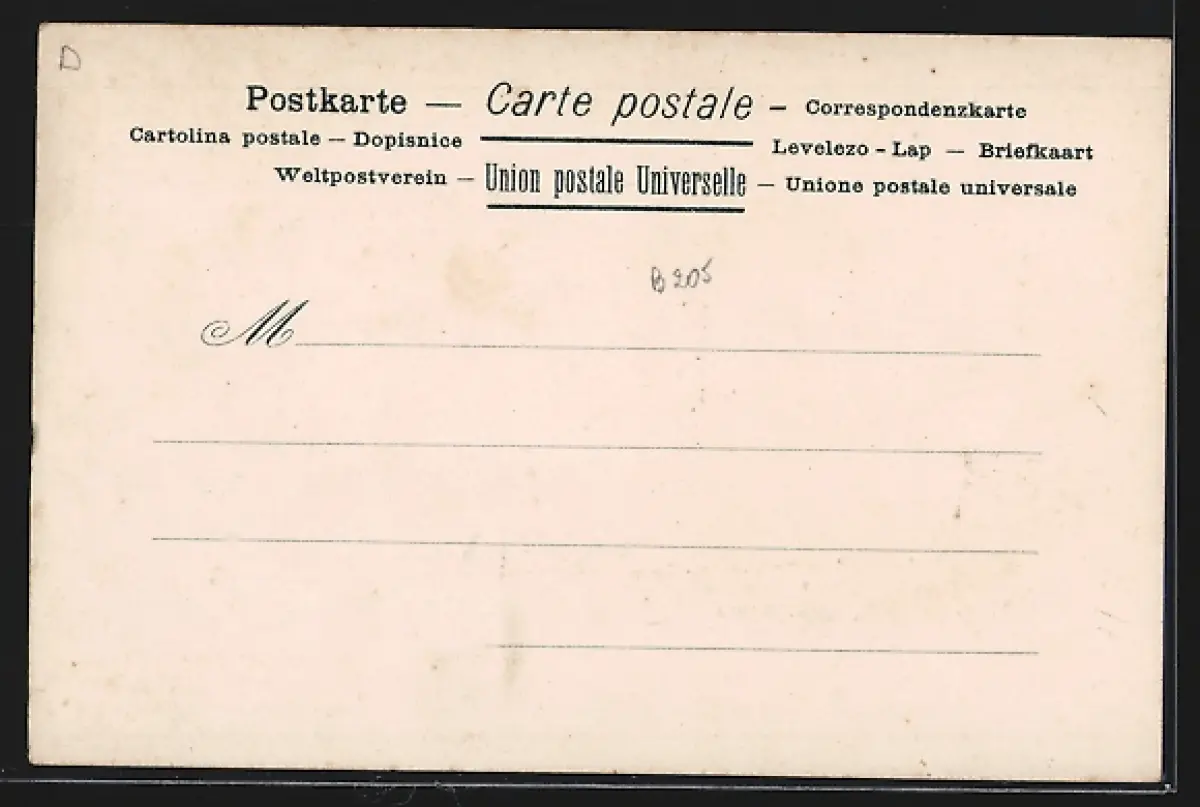 D
Postkarte — Carte postale – Correspondenzkarte
Cartolina postale – Dopisnice Levelezo - Lap — Briefkaart
Weltpostverein – Union postale Universelle – Unione postale universale
B 205
M